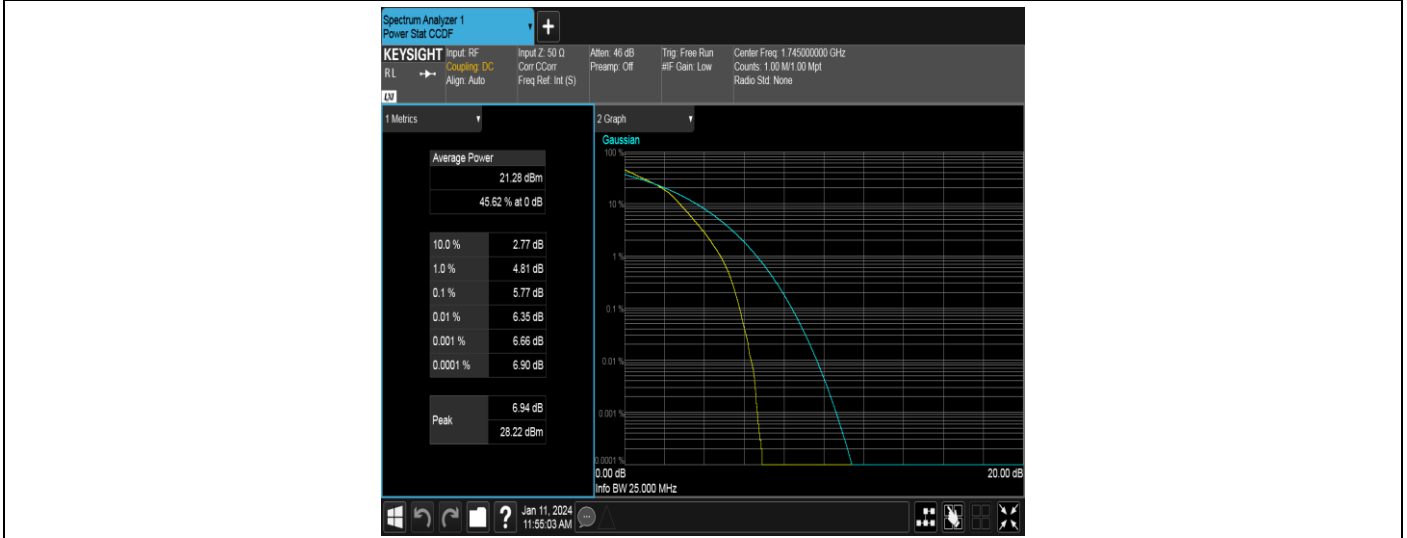 Spectrum Analyzer 1
Power Stat CCDF
+
KEYSIGHT
RL
LXI
Input: RF
Coupling: DC
Align: Auto
Input Z: 50 Ω
Corr CCorr
Freq Ref: Int (S)
Atten: 46 dB
Preamp: Off
Trig: Free Run
#IF Gain: Low
Center Freq: 1.745000000 GHz
Counts: 1.00 M/1.00 Mpt
Radio Std: None
1 Metrics
Average Power
21.28 dBm
45.62 % at 0 dB
10.0 % 2.77 dB
1.0 % 4.81 dB
0.1 % 5.77 dB
0.01 % 6.35 dB
0.001 % 6.66 dB
0.0001 % 6.90 dB
Peak
6.94 dB
28.22 dBm
2 Graph
Gaussian
100 %
10 %
1 %
0.1 %
0.01 %
0.001 %
0.0001 %
0.00 dB 20.00 dB
Info BW 25.000 MHz
?
Jan 11, 2024
11:55:03 AM